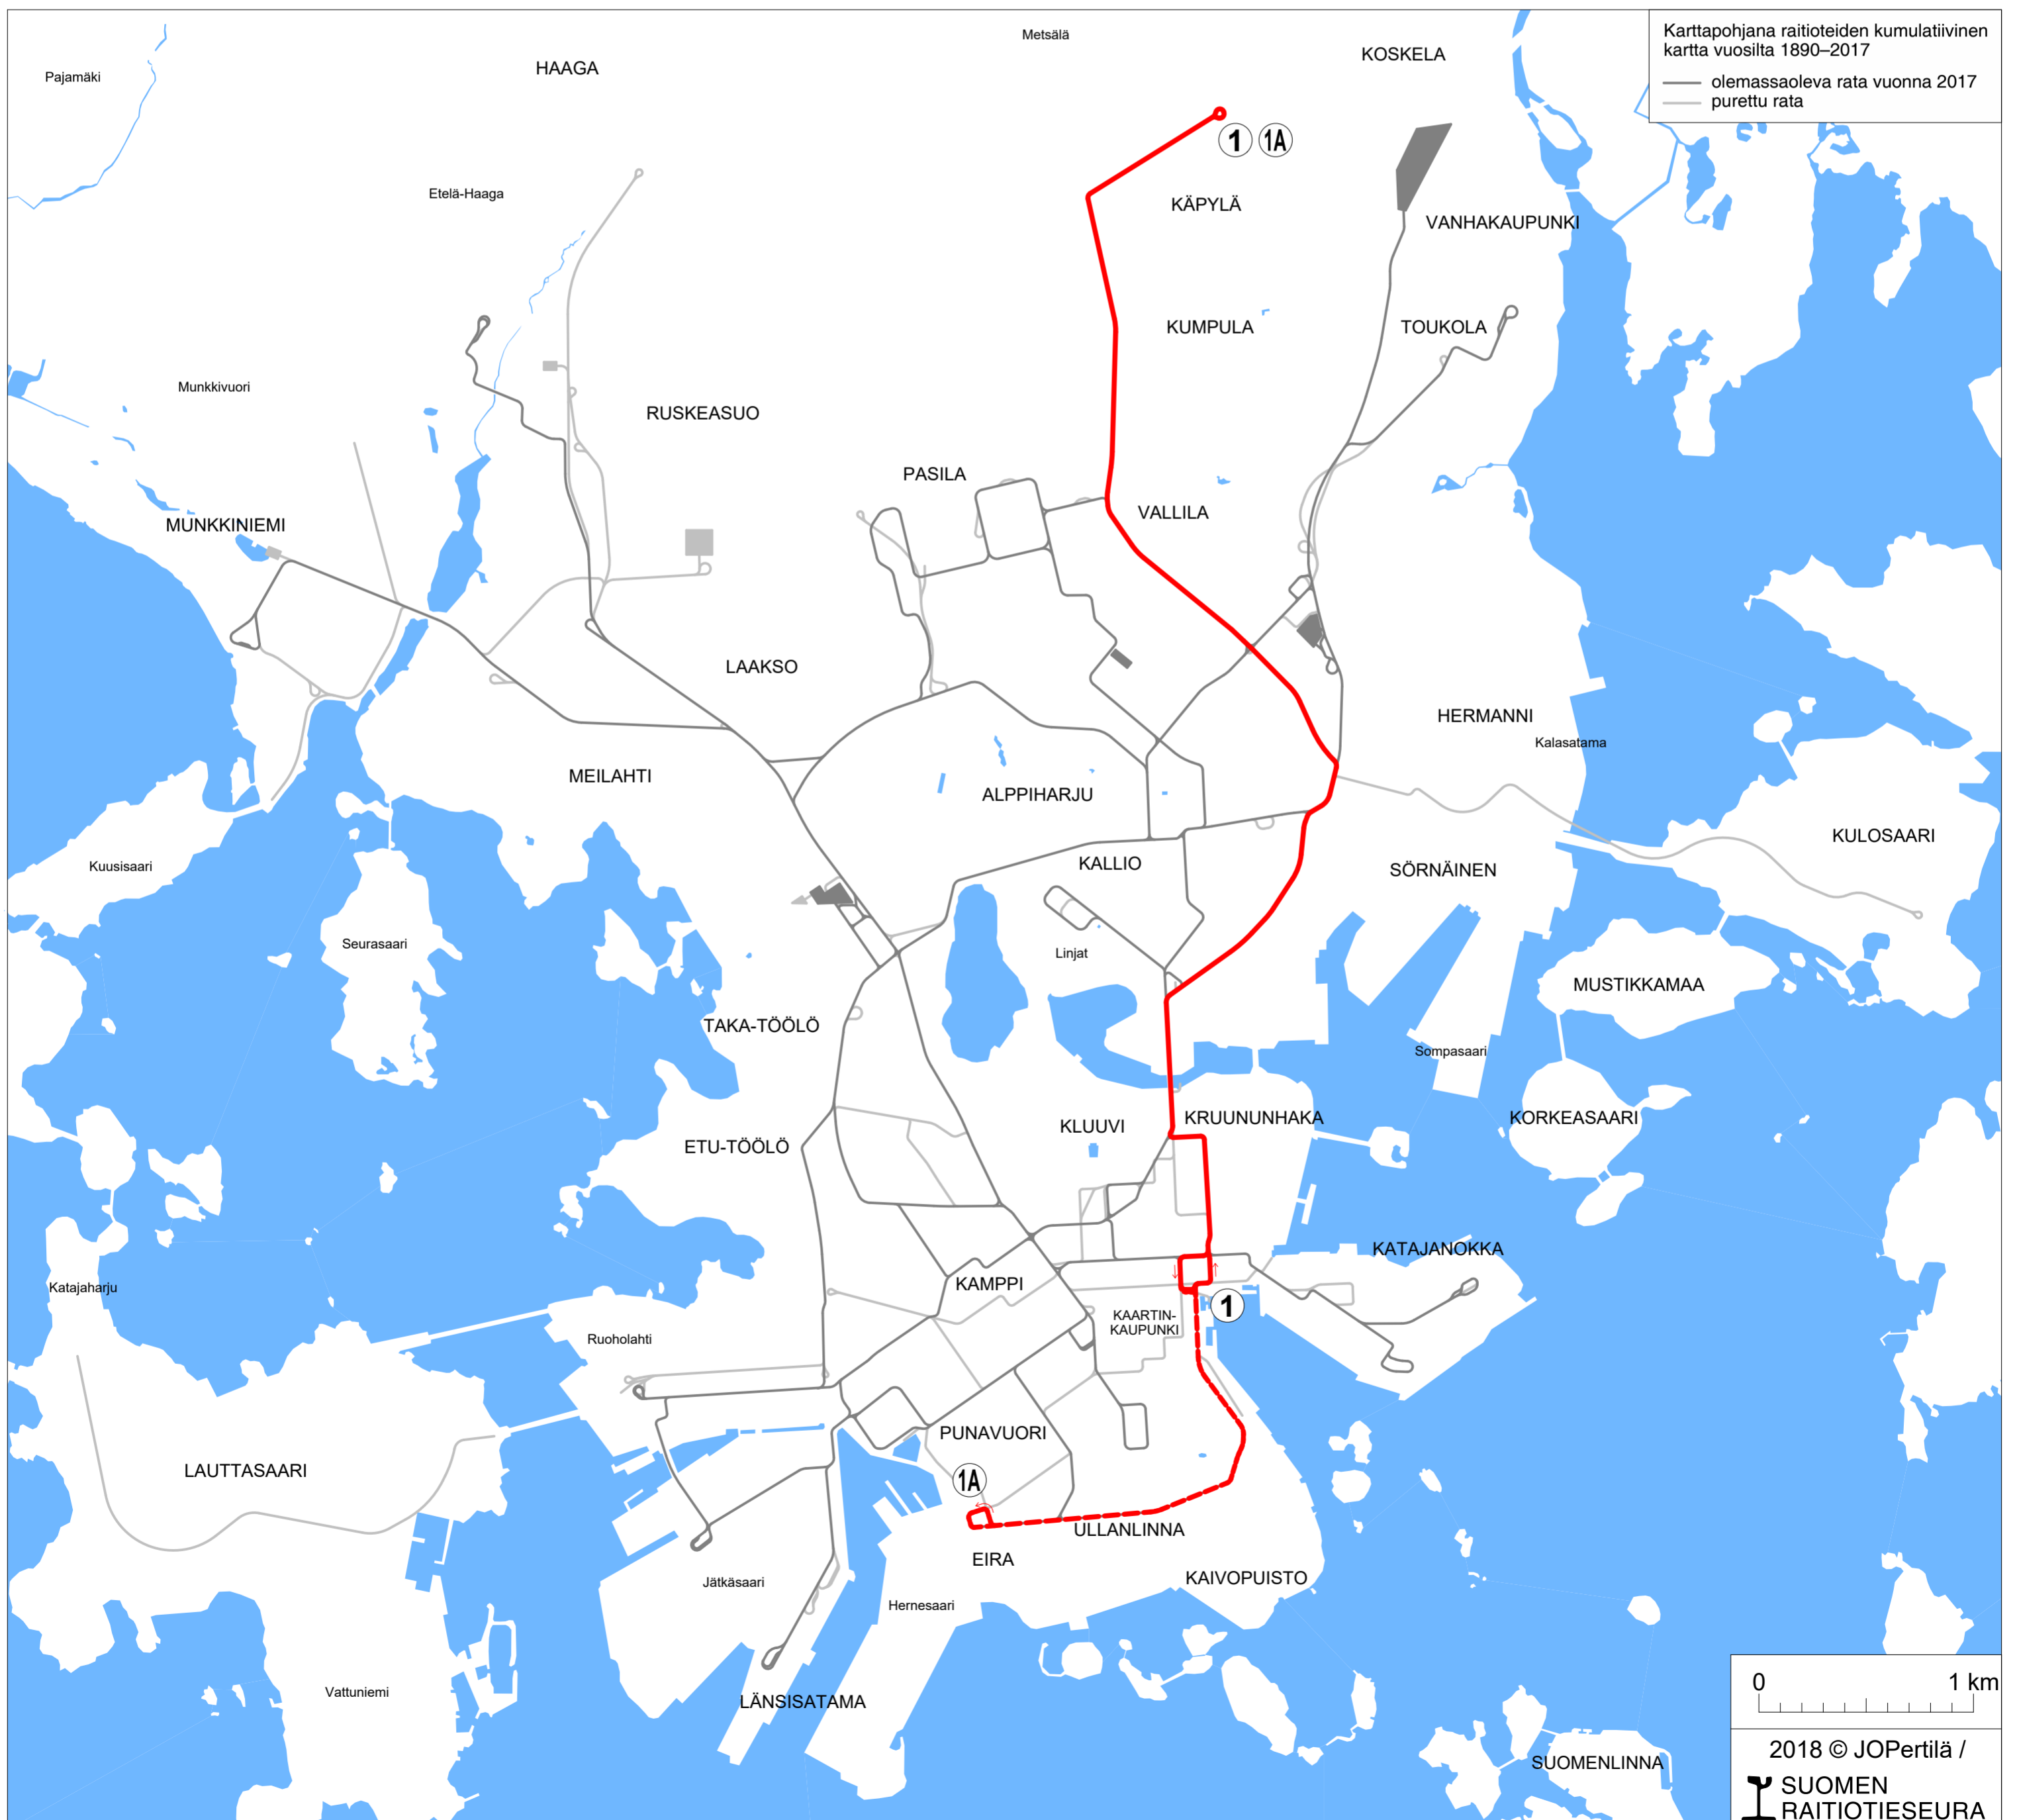 Karttapohjana raitioteiden kumulatiivinen
kartta vuosilta 1890–2017
olemassaoleva rata vuonna 2017
purettu rata
Metsälä
KOSKELA
HAAGA
Pajamäki
1 1A
Etelä-Haaga
KÄPYLÄ
VANHAKAUPUNKI
KUMPULA
TOUKOLA
Munkkivuori
RUSKEASUO
PASILA
VALLILA
MUNKKINIEMI
LAAKSO
HERMANNI
Kalasatama
MEILAHTI
ALPPIHARJU
KULOSAARI
KALLIO
Kuusisaari
SÖRNÄINEN
Seurasaari
Linjat
MUSTIKKAMAA
TAKA-TÖÖLÖ
Sompasaari
KLUUVI
KRUUNUNHAKA
KORKEASAARI
ETU-TÖÖLÖ
KATAJANOKKA
Katajaharju
KAMPPI
1
KAARTIN-
KAUPUNKI
Ruoholahti
PUNAVUORI
LAUTTASAARI
1A
ULLANLINNA
EIRA
KAIVOPUISTO
Jätkäsaari
Hernesaari
Vattuniemi
LÄNSISATAMA
SUOMENLINNA
0 1 km
2018 © JOPertilä /
SUOMEN
RAITIOTIESEURA